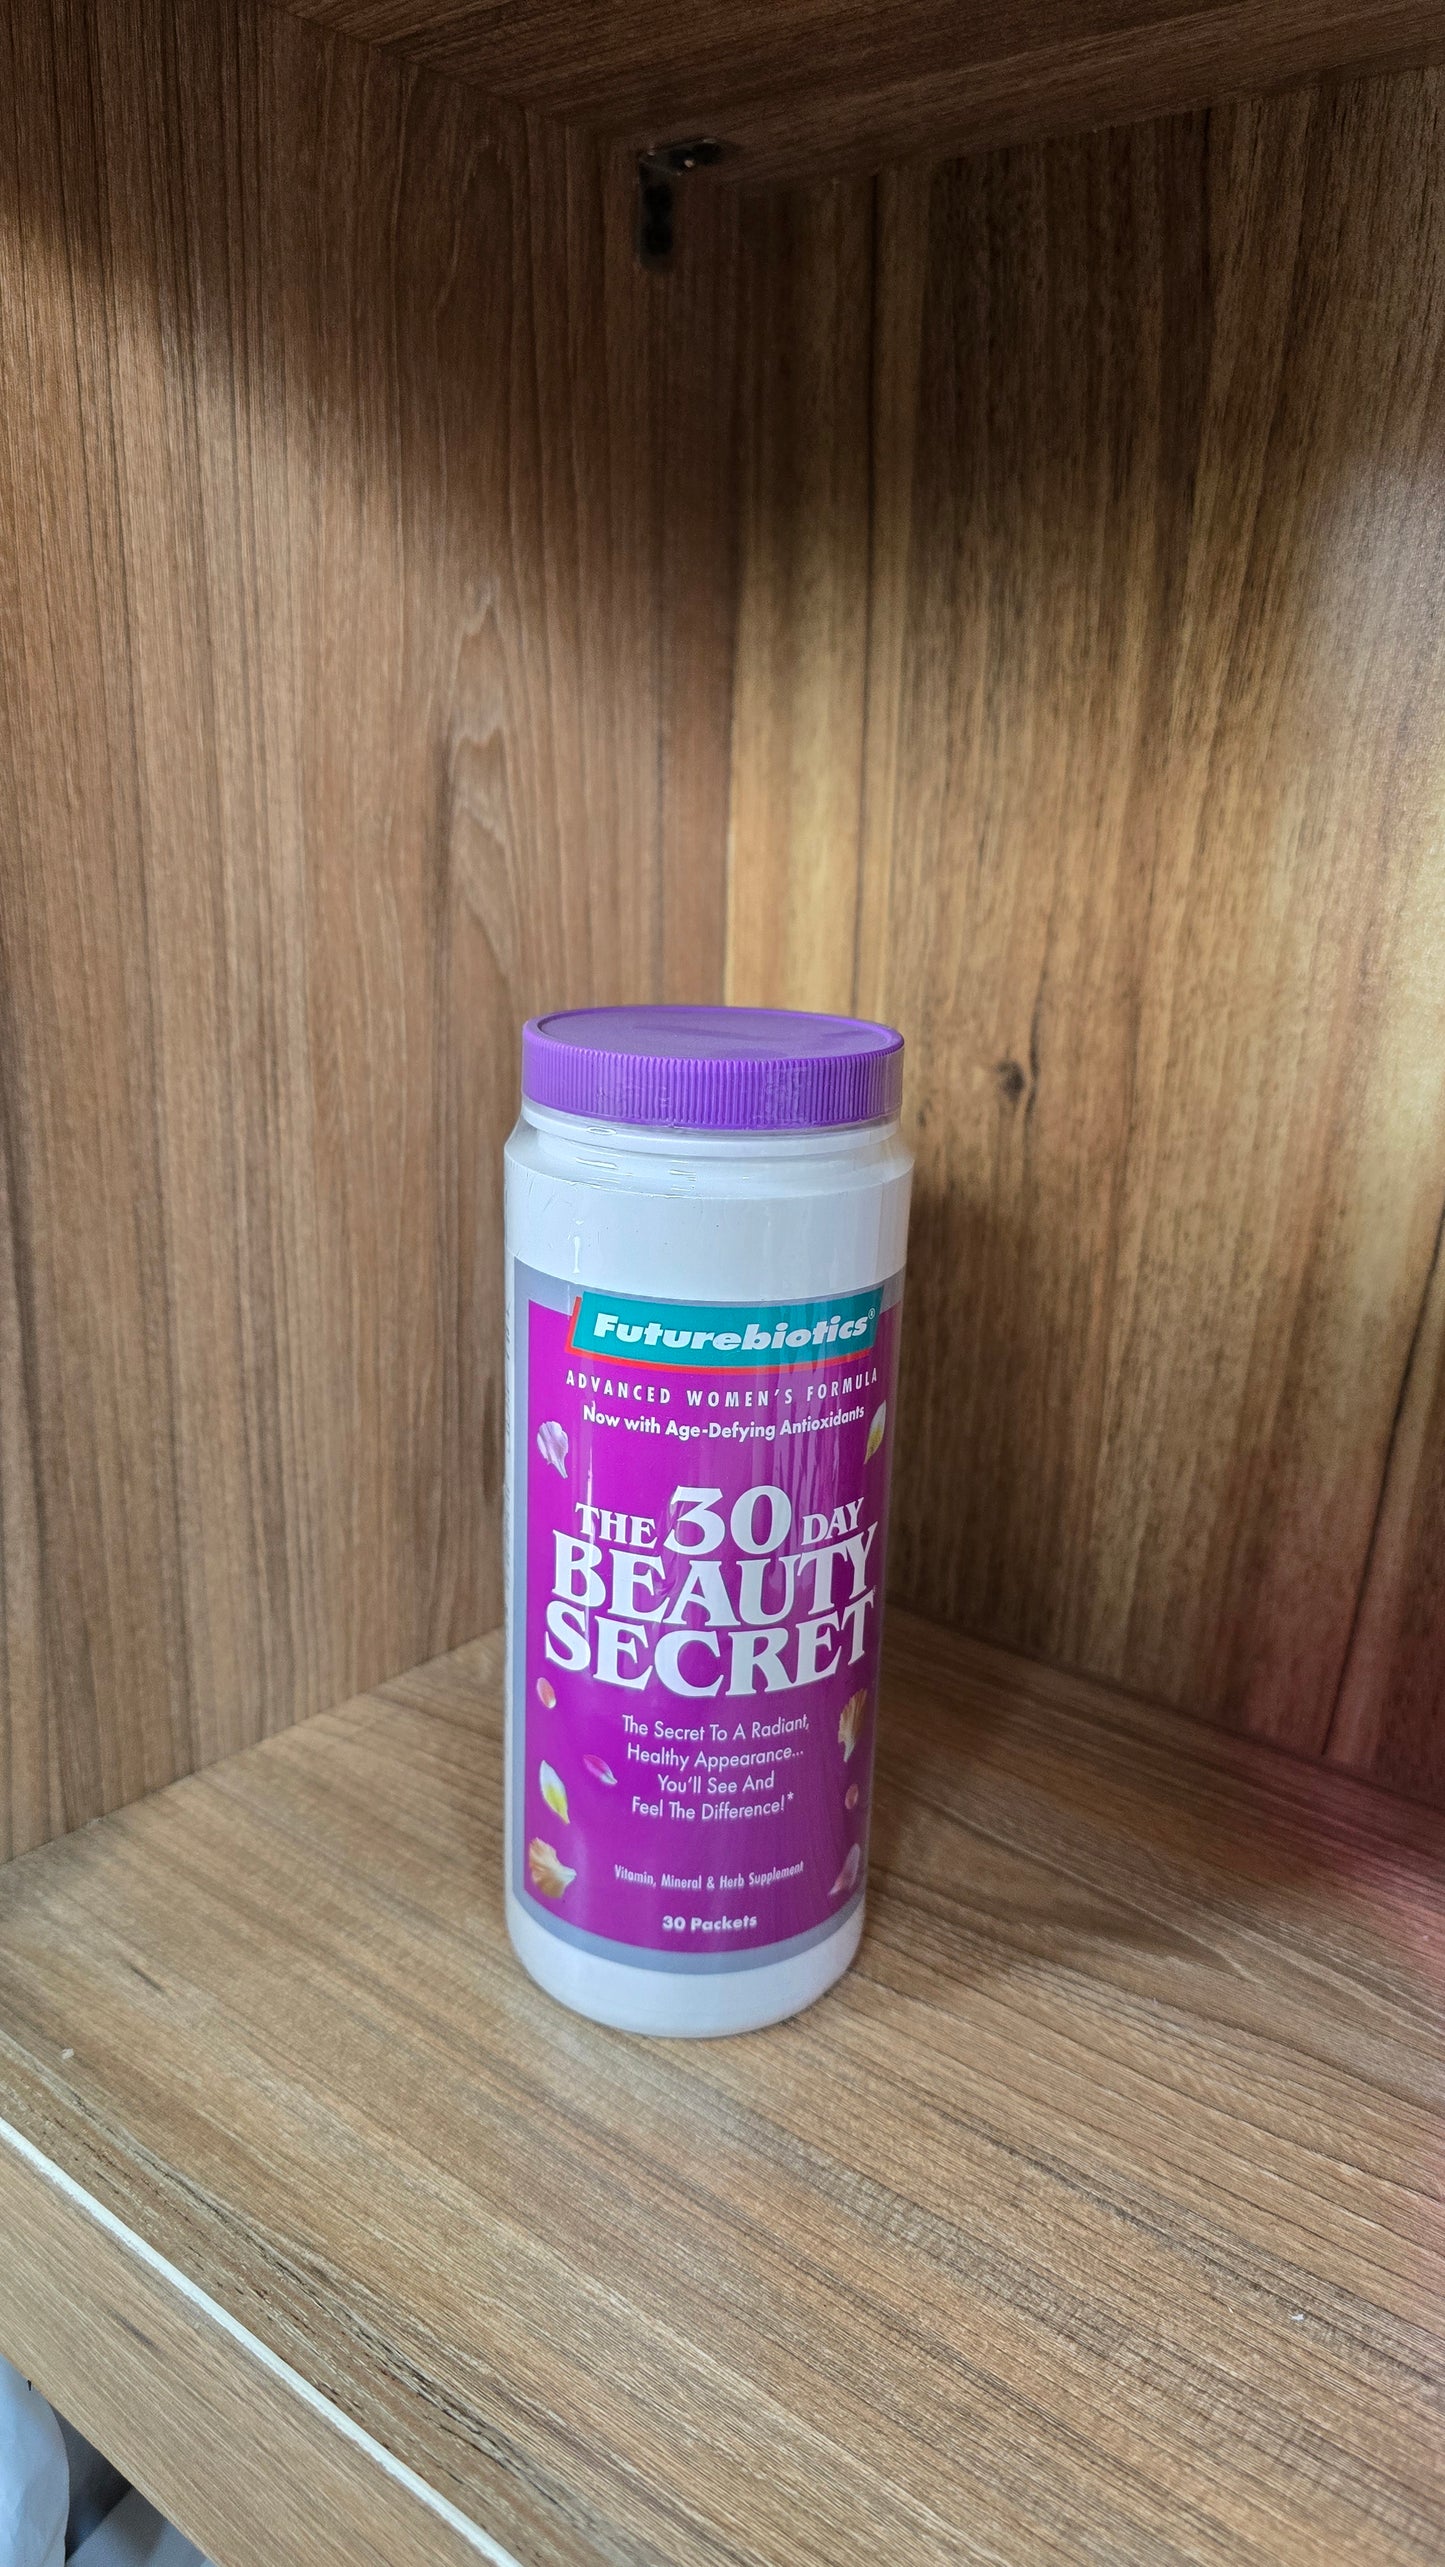 Futurebiotics®
ADVANCED WOMEN'S FORMULA
Now with Age-Defying Antioxidants
THE 30 DAY
BEAUTY
SECRET
The Secret To A Radiant,
Healthy Appearance...
You'll See And
Feel The Difference!*
Vitamin, Mineral & Herb Supplement
30 Packets